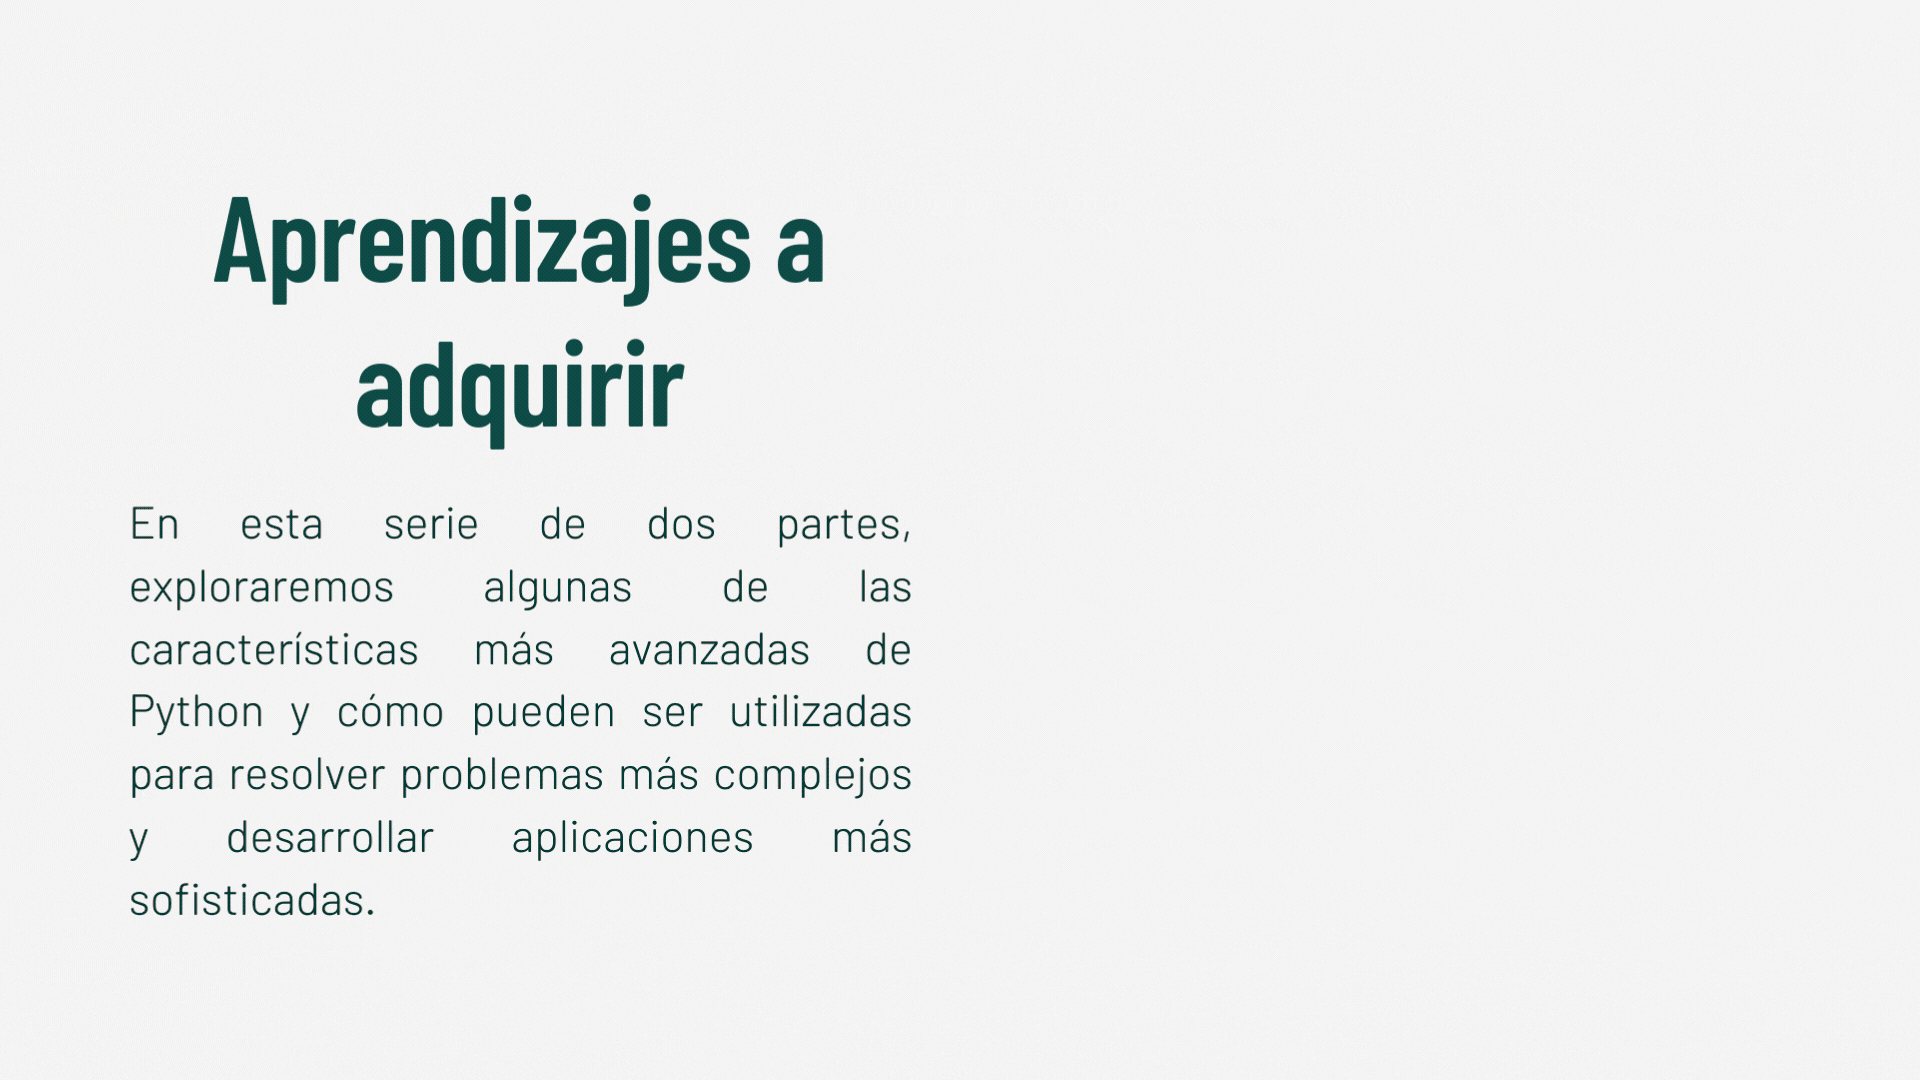 Aprendizajes a
adquirir
En esta serie de dos partes,
exploraremos algunas de las
características más avanzadas de
Python y cómo pueden ser utilizadas
para resolver problemas más complejos
y desarrollar aplicaciones más
sofisticadas.